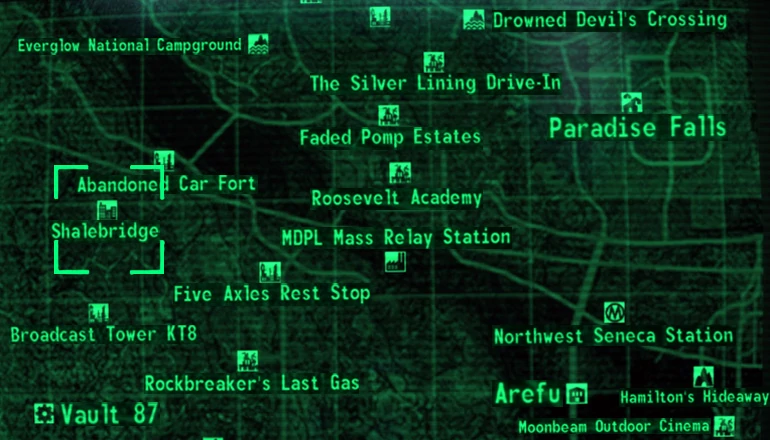 Drowned Devil's Crossing
Everglow National Campground
The Silver Lining Drive-In
Paradise Falls
Faded Pomp Estates
Abandoned Car Fort
Roosevelt Academy
Shalebridge
MDPL Mass Relay Station
Five Axles Rest Stop
Broadcast Tower KT8
Northwest Seneca Station
Rockbreaker's Last Gas
Arefu
Hamilton's Hideaway
Vault 87
Moonbeam Outdoor Cinema